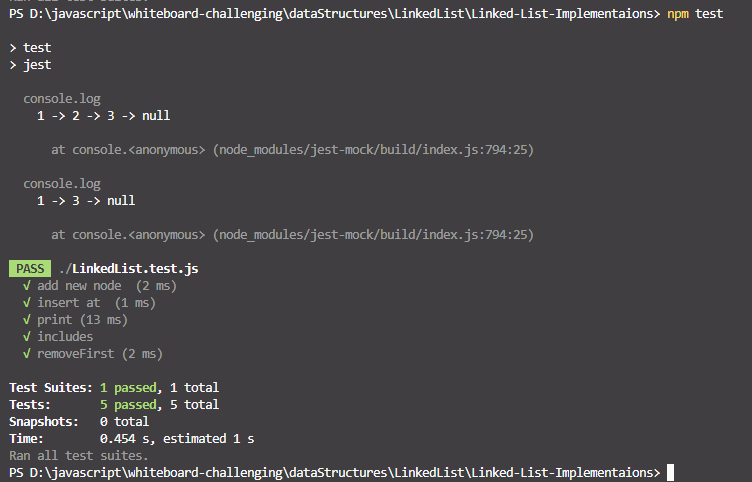 PS D:\javascript\whiteboard-challenging\dataStructures\LinkedList\Linked-List-Implementaions> npm test
> test
> jest
console.log
1 -> 2 -> 3 -> null
at console.<anonymous> (node_modules/jest-mock/build/index.js:794:25)
console.log
1 -> 3 -> null
at console.<anonymous> (node_modules/jest-mock/build/index.js:794:25)
PASS ./LinkedList.test.js
√ add new node (2 ms)
√ insert at (1 ms)
√ print (13 ms)
√ includes
√ removeFirst (2 ms)
Test Suites: 1 passed, 1 total
Tests: 5 passed, 5 total
Snapshots: 0 total
Time: 0.454 s, estimated 1 s
Ran all test suites.
PS D:\javascript\whiteboard-challenging\dataStructures\LinkedList\Linked-List-Implementaions>